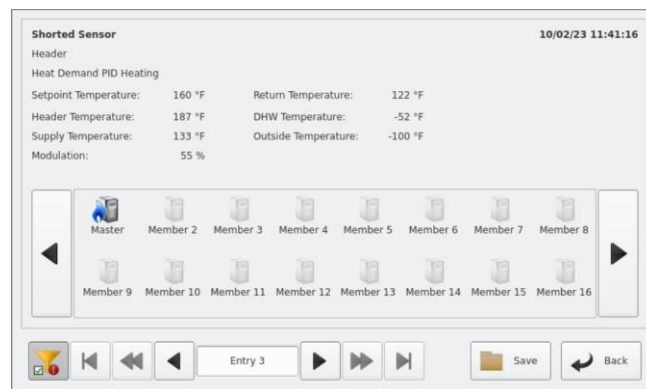 Shorted Sensor 10/02/23 11:41:16
Header
Heat Demand PID Heating
Setpoint Temperature: 160 °F Return Temperature: 122 °F
Header Temperature: 187 °F DHW Temperature: -52 °F
Supply Temperature: 133 °F Outside Temperature: -100 °F
Modulation: 55 %
Master Member 2 Member 3 Member 4 Member 5 Member 6 Member 7 Member 8
Member 9 Member 10 Member 11 Member 12 Member 13 Member 14 Member 15 Member 16
Entry 3 Save Back